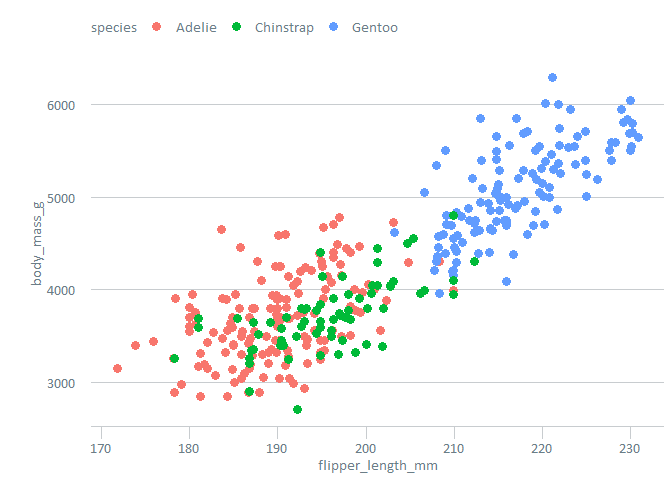 species Adelie Chinstrap Gentoo
6000
5000
4000
3000
body_mass_g
170 180 190 200 210 220 230
flipper_length_mm